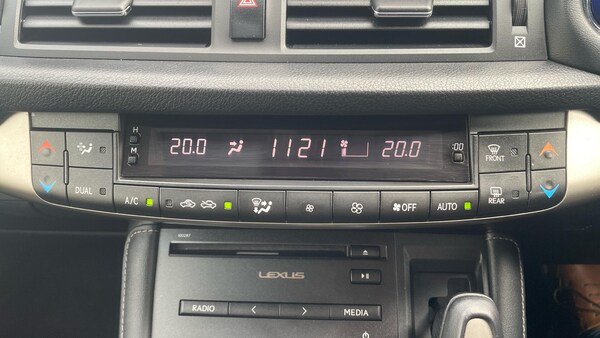 H
M
20.0 1121 20.0
:00
FRONT
DUAL
REAR
A/C
OFF
AUTO
LEXUS
RADIO < > MEDIA